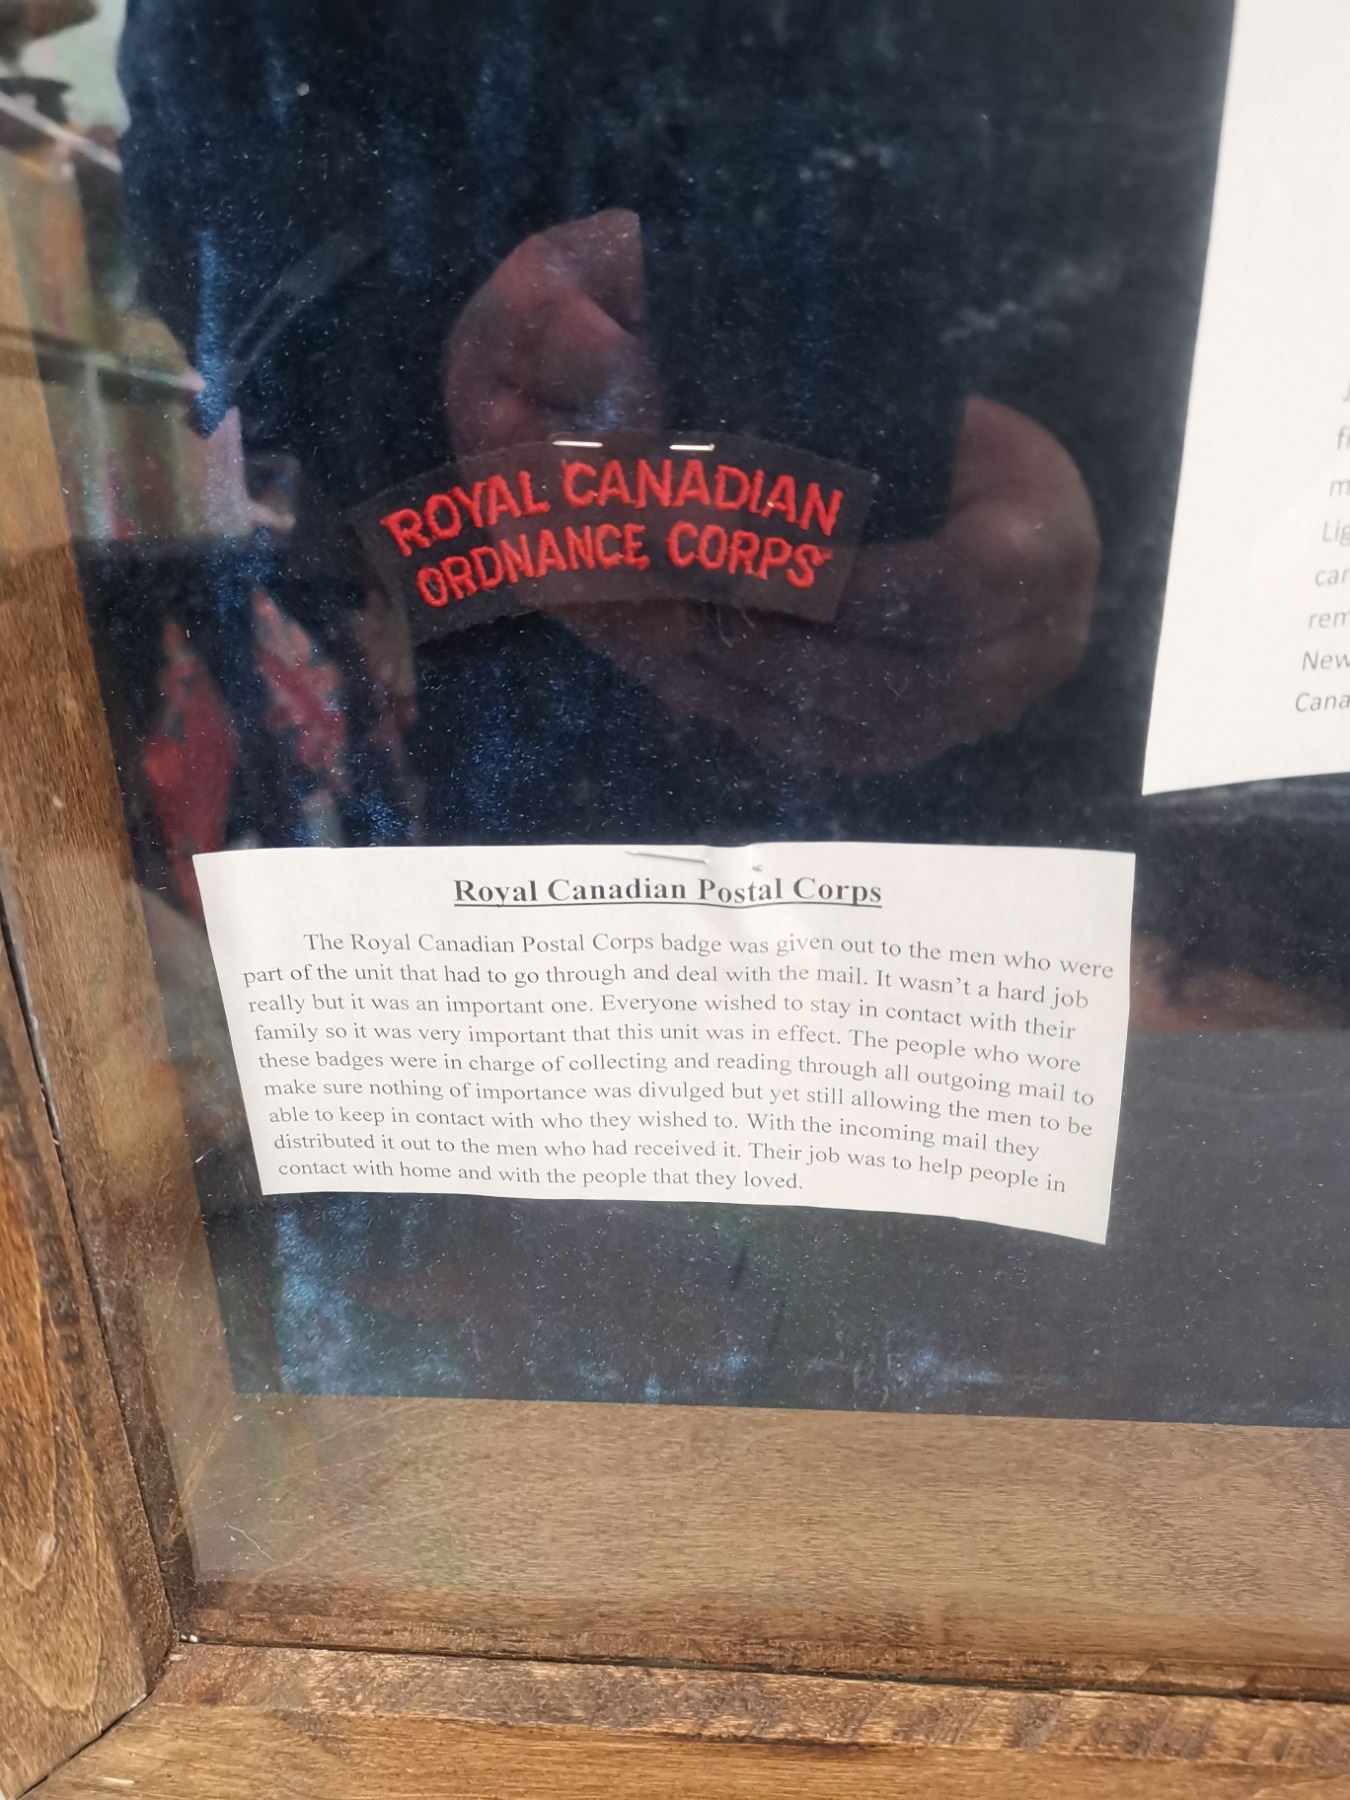 ROYAL CANADIAN
ORDNANCE CORPS
Royal Canadian Postal Corps
The Royal Canadian Postal Corps badge was given out to the men who were
part of the unit that had to go through and deal with the mail. It wasn't a hard job
really but it was an important one. Everyone wished to stay in contact with their
family so it was very important that this unit was in effect. The people who wore
these badges were in charge of collecting and reading through all outgoing mail to
make sure nothing of importance was divulged but yet still allowing the men to be
able to keep in contact with who they wished to. With the incoming mail they
distributed it out to the men who had received it. Their job was to help people in
contact with home and with the people that they loved.
Lig
car
rem
New
Cana